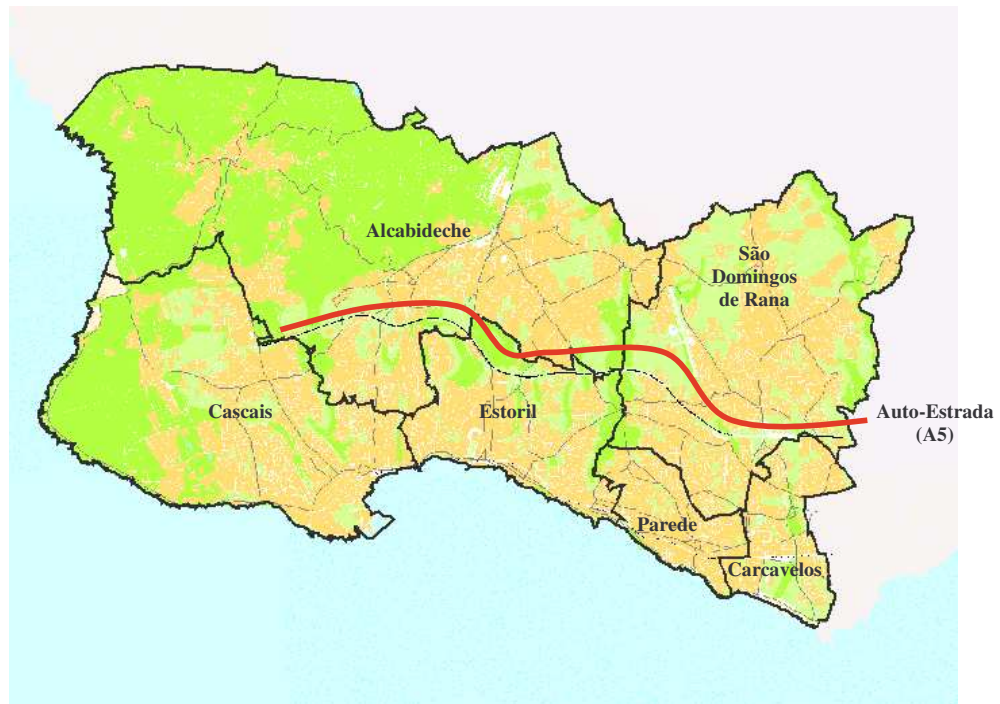 Alcabideche
São
Domingos
de Rana
Cascais
Estoril
Auto-Estrada
(A5)
Parede
Carcavelos